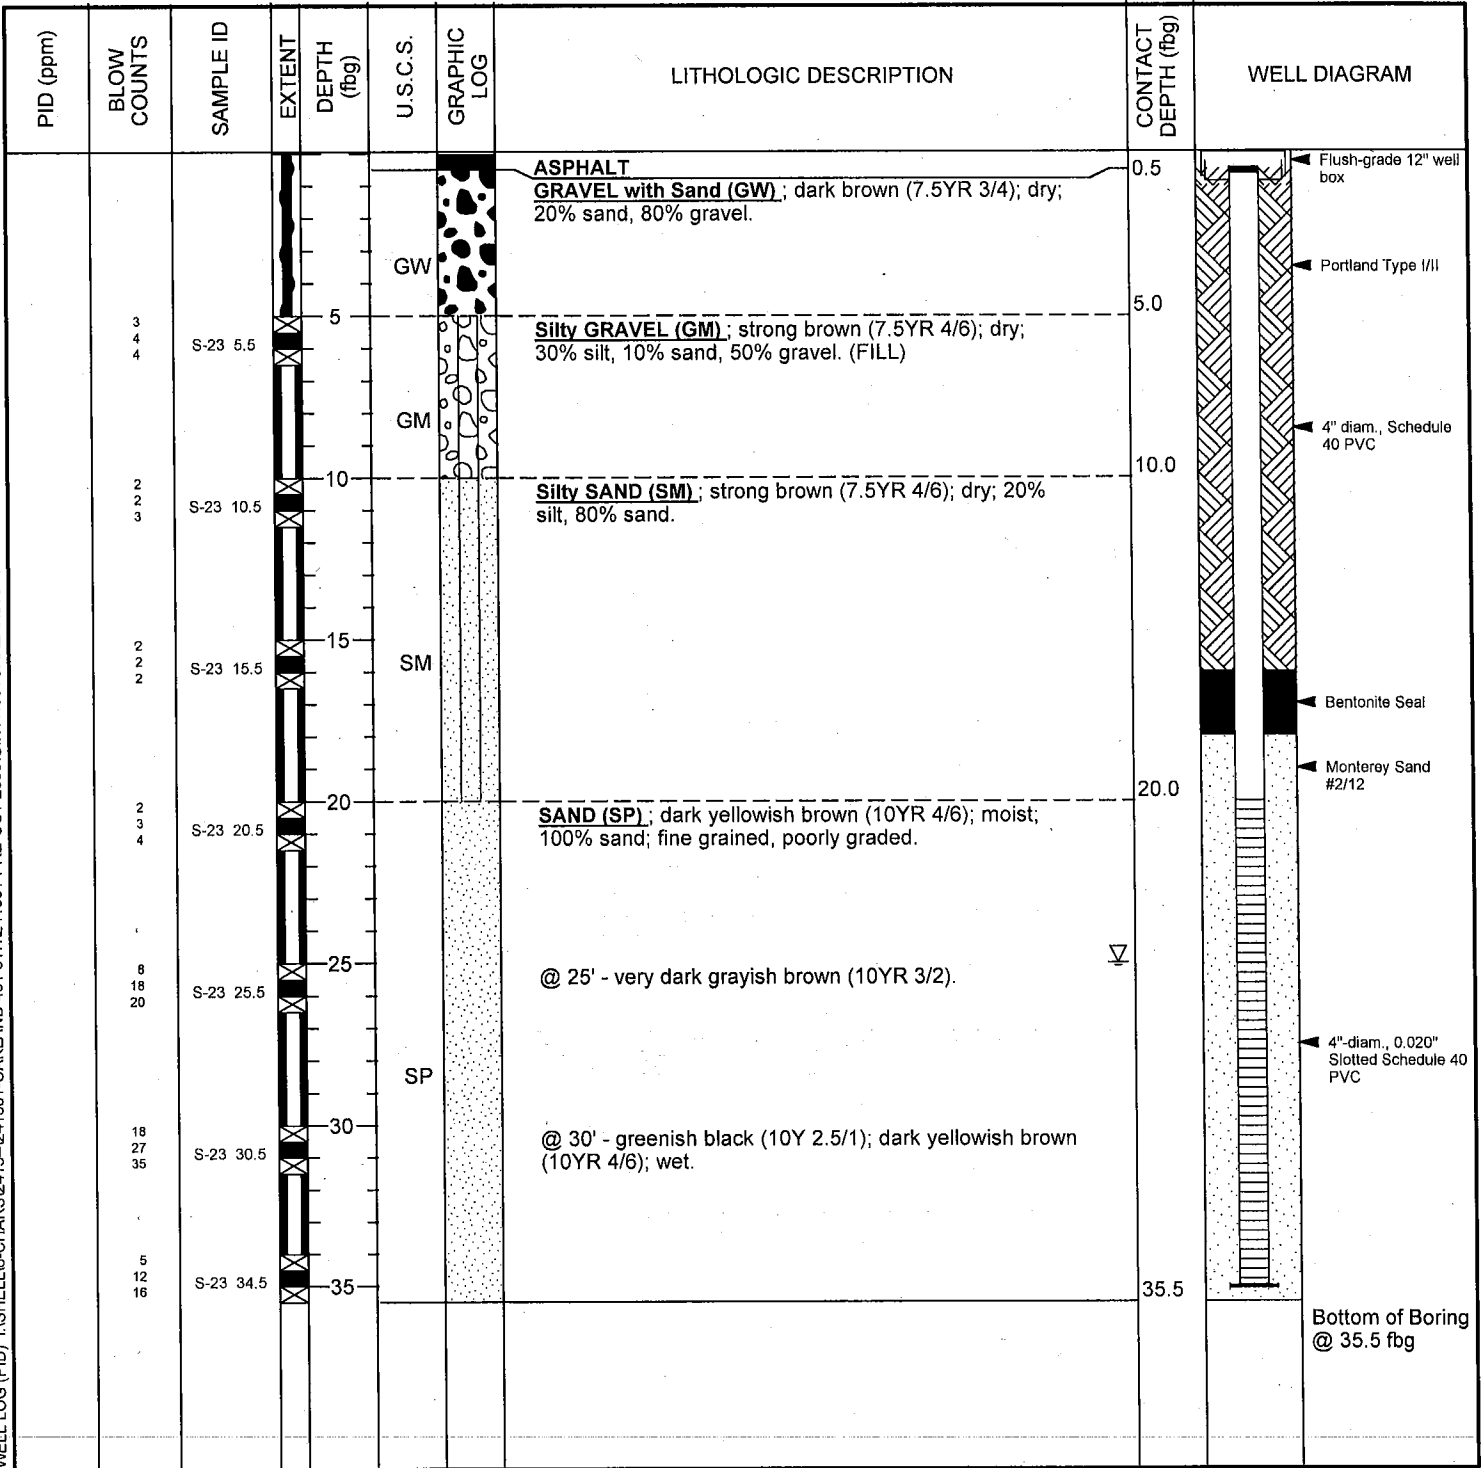 PID (ppm)
BLOW
COUNTS
SAMPLE ID
EXTENT
DEPTH
(fbg)
U.S.C.S.
GRAPHIC
LOG
LITHOLOGIC DESCRIPTION
CONTACT
DEPTH (fbg)
WELL DIAGRAM
ASPHALT
0.5
GRAVEL with Sand (GW) ; dark brown (7.5YR 3/4); dry;
20% sand, 80% gravel.
Flush-grade 12" well
box
GW
Portland Type I/II
5.0
3
4
4
S-23 5.5
5
Silty GRAVEL (GM) ; strong brown (7.5YR 4/6); dry;
30% silt, 10% sand, 50% gravel. (FILL)
GM
4" diam., Schedule
40 PVC
10.0
2
2
3
S-23 10.5
10
Silty SAND (SM) ; strong brown (7.5YR 4/6); dry; 20%
silt, 80% sand.
2
2
2
S-23 15.5
15
SM
Bentonite Seal
Monterey Sand
#2/12
20.0
2
3
4
S-23 20.5
20
SAND (SP) ; dark yellowish brown (10YR 4/6); moist;
100% sand; fine grained, poorly graded.
8
18
20
S-23 25.5
25
@ 25' - very dark grayish brown (10YR 3/2).
4"-diam., 0.020"
Slotted Schedule 40
PVC
SP
18
27
35
S-23 30.5
30
@ 30' - greenish black (10Y 2.5/1); dark yellowish brown
(10YR 4/6); wet.
5
12
16
S-23 34.5
35
35.5
Bottom of Boring
@ 35.5 fbg
WELL LOG (PID)